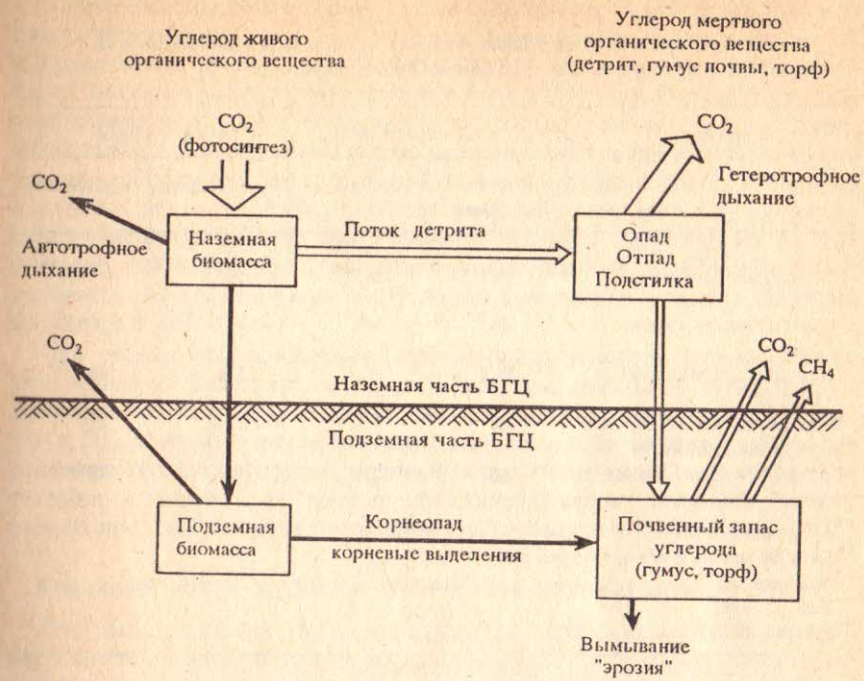 Углерод живого
органического вещества
Углерод мертвого
органического вещества
(детрит, гумус почвы, торф)
CO₂
(фотосинтез)
CO₂
Гетеротрофное
дыхание
CO₂
Автотрофное
дыхание
Наземная
биомасса
Поток детрита
Опад
Отпад
Подстилка
CO₂
CO₂
CH₄
Наземная часть БГЦ
Подземная часть БГЦ
Подземная
биомасса
Корнеопад
корневые выделения
Почвенный запас
углерода
(гумус, торф)
Вымывание
"эрозия"